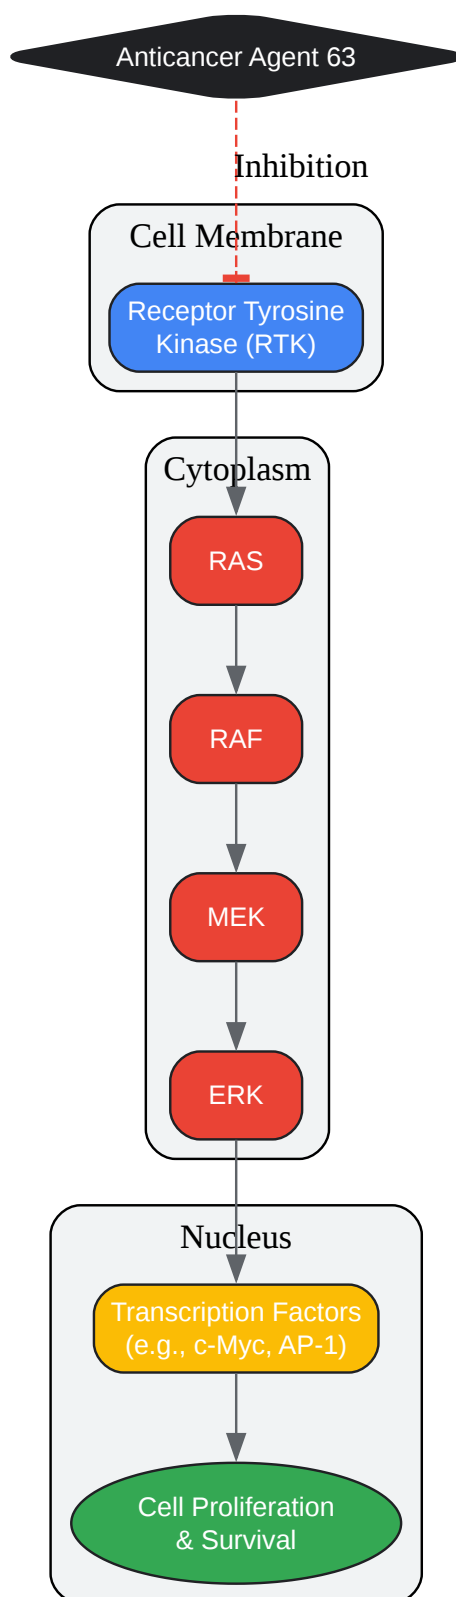 Anticancer Agent 63
Inhibition
Cell Membrane
Receptor Tyrosine
Kinase (RTK)
Cytoplasm
RAS
RAF
MEK
ERK
Nucleus
Transcription Factors
(e.g., c-Myc, AP-1)
Cell Proliferation
& Survival